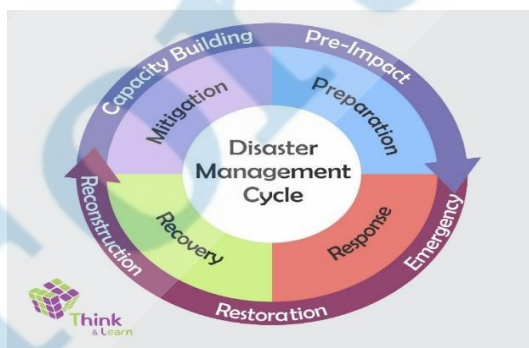 Capacity Building
Pre-Impact
Mitigation
Preparation
Disaster
Management
Cycle
Reconstruction
Recovery
Response
Emergency
Restoration
Think
& Learn